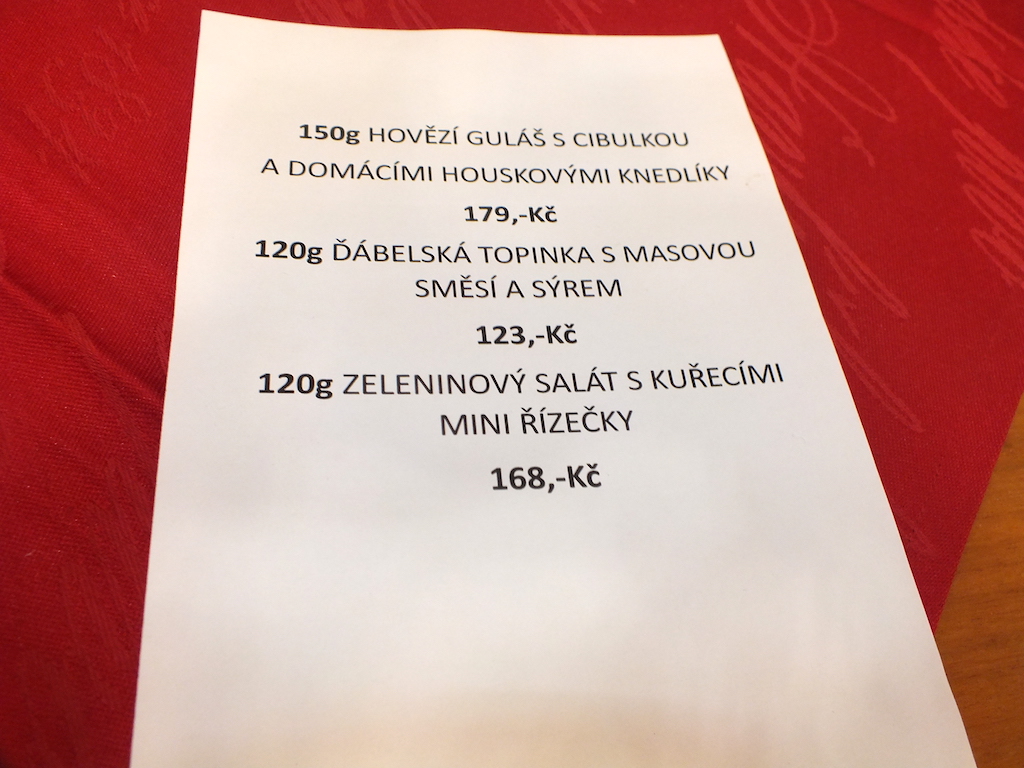 150g HOVĚZÍ GULÁŠ S CIBULKOU
A DOMÁCÍMI HOUSKOVÝMI KNEDLÍKY
179,-Kč
120g ĎÁBELSKÁ TOPINKA S MASOVOU
SMĚSÍ A SÝREM
123,-Kč
120g ZELENINOVÝ SALÁT S KUŘECÍMI
MINI ŘÍZEČKY
168,-Kč